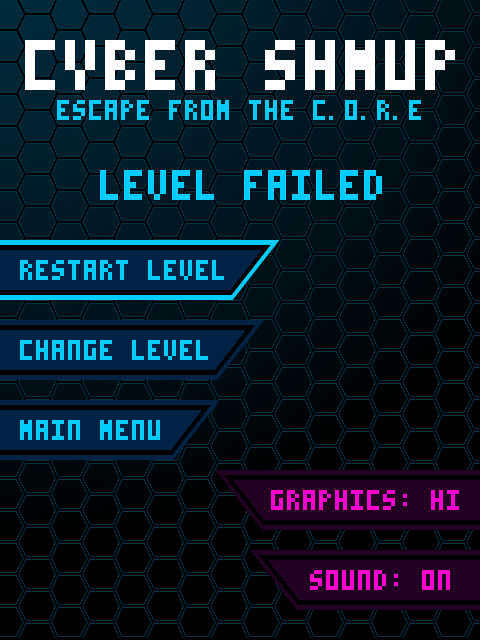 CYBER SHMUP
ESCAPE FROM THE C.O.R.E
LEVEL FAILED
RESTART LEVEL
CHANGE LEVEL
MAIN MENU
GRAPHICS: HI
SOUND: ON